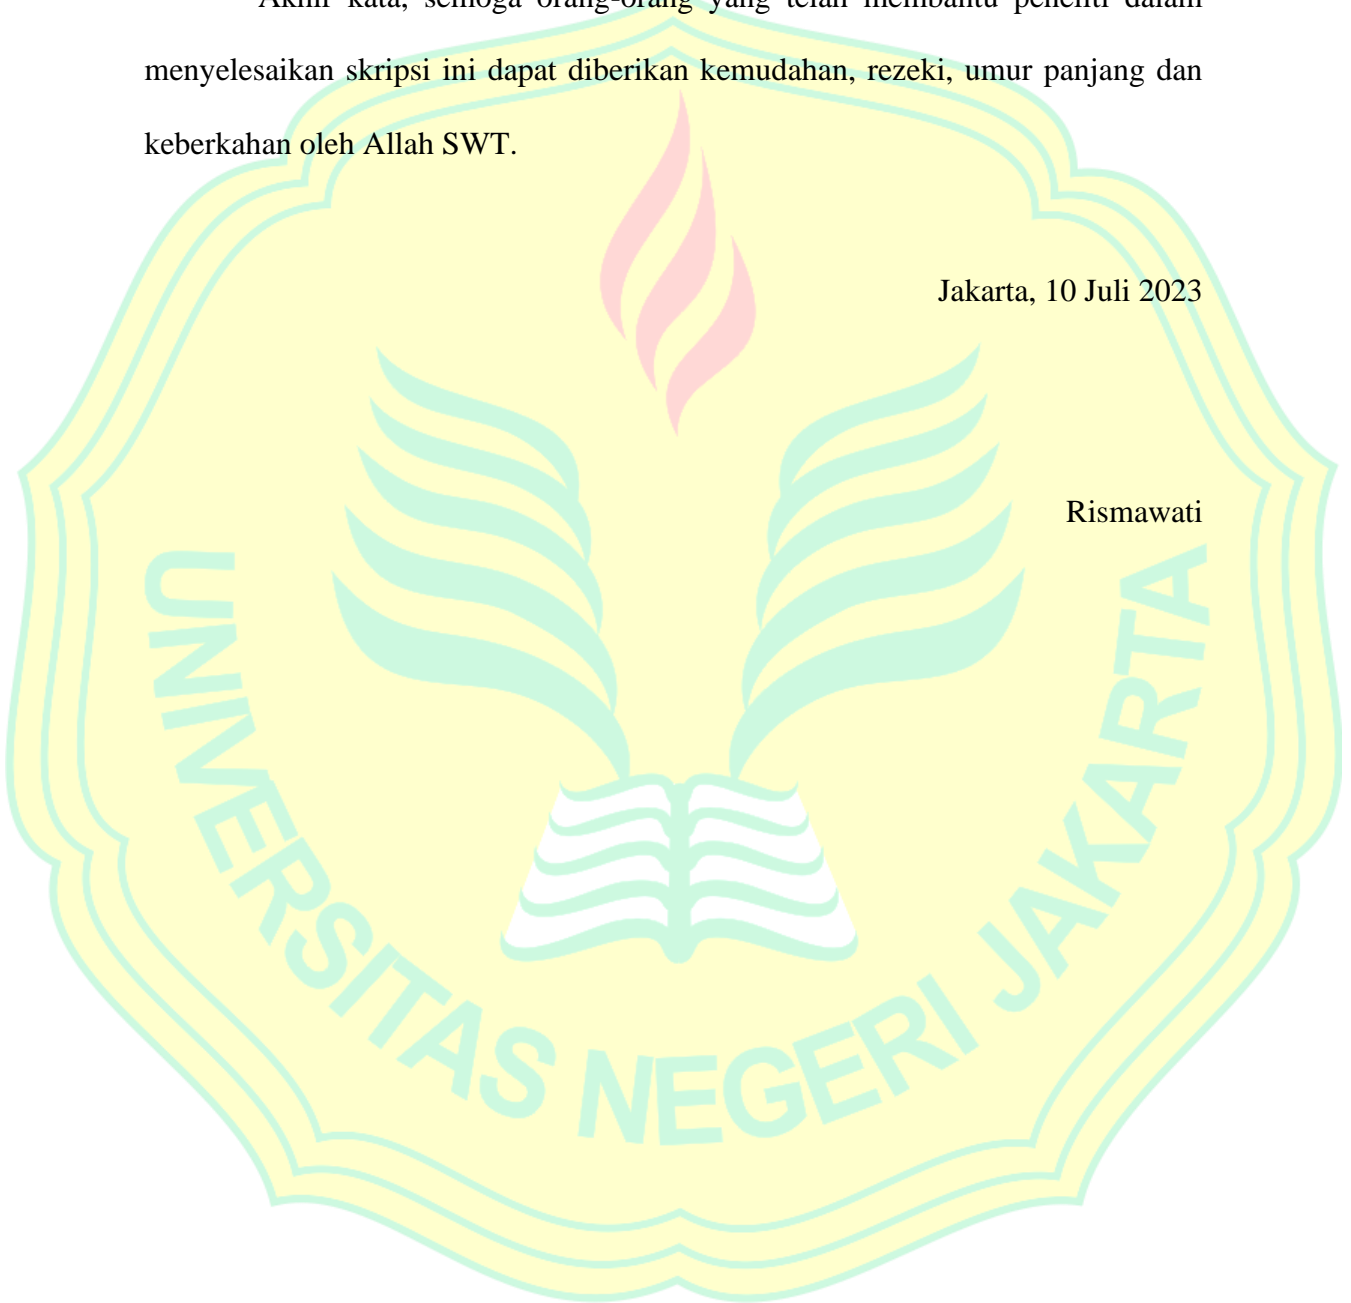 Akhir kata, semoga orang-orang yang telah membantu peneliti dalam
menyelesaikan skripsi ini dapat diberikan kemudahan, rezeki, umur panjang dan
keberkahan oleh Allah SWT.
Jakarta, 10 Juli 2023
Rismawati
UNIVERSITAS NEGERI JAKARTA